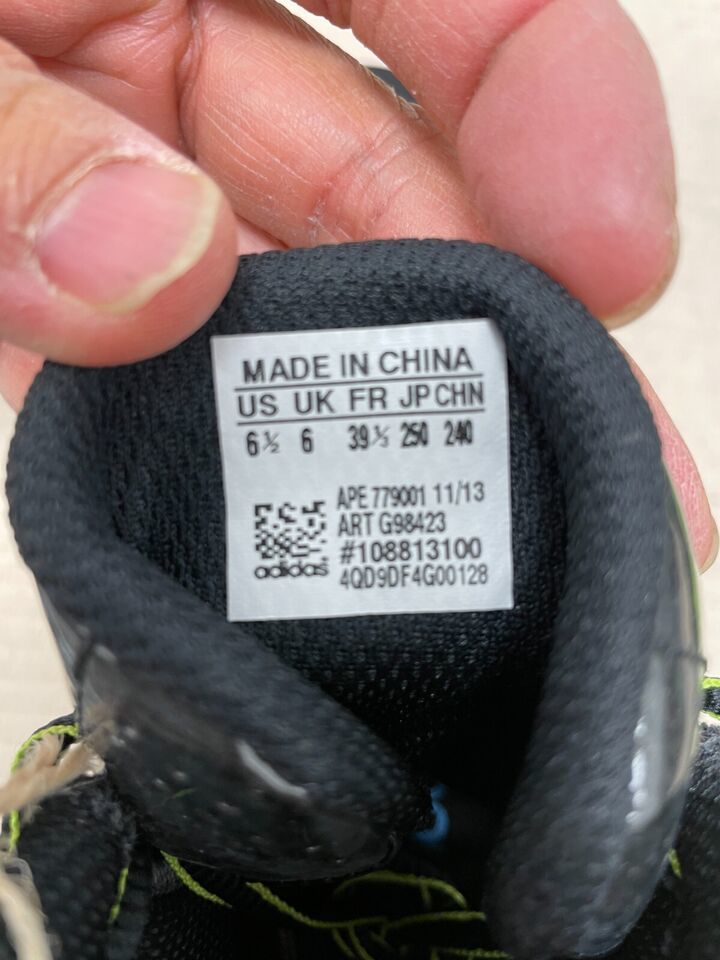 MADE IN CHINA
US UK FR JP CHN
6½ 6 39⅓ 250 240
APE 779001 11/13
ART G98423
#108813100
adidas
4QD9DF4G00128